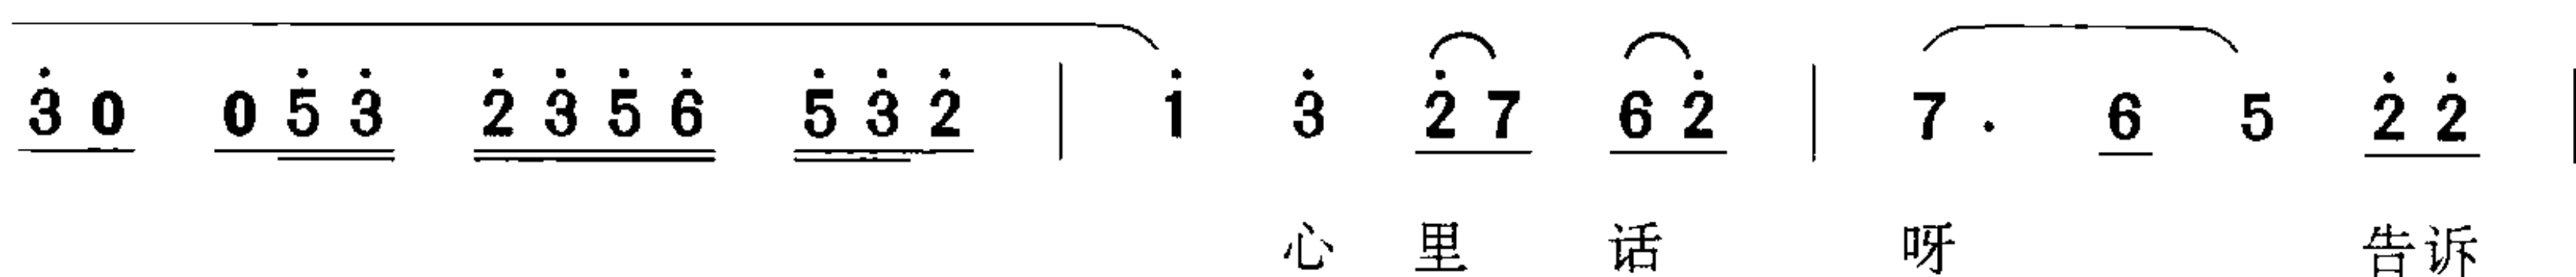 3̇ 0 0 5̇ 3̇ 2̇ 3̇ 5̇ 6̇ 5̇ 3̇ 2̇ | 1̇ 3̇ 2̇ 7 6 2̇ | 7 . 6 5 2̇ 2̇ |
心 里 话 呀 告 诉